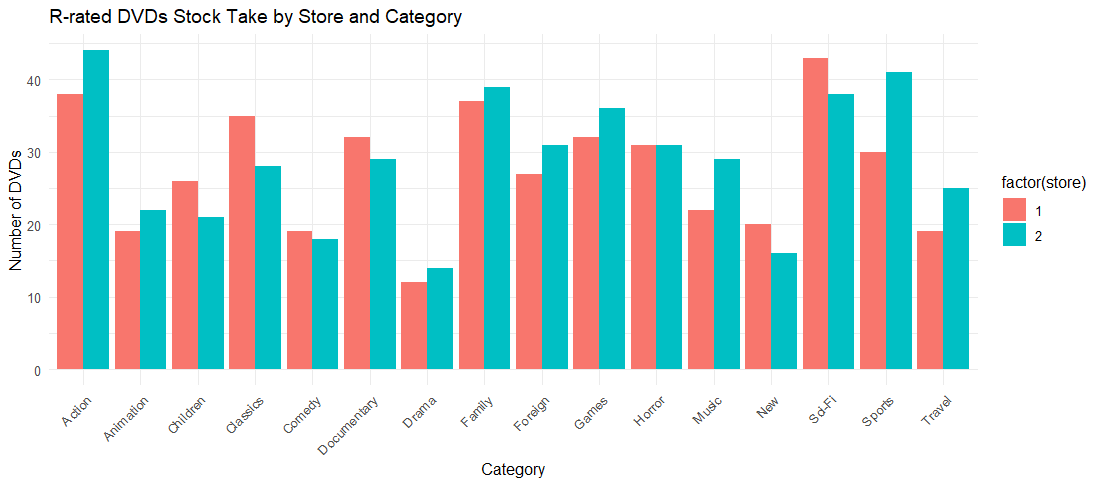 R-rated DVDs Stock Take by Store and Category
Number of DVDs
40
30
20
10
0
Action
Animation
Children
Classics
Comedy
Documentary
Drama
Family
Foreign
Games
Horror
Music
New
Sci-Fi
Sports
Travel
Category
factor(store)
1
2